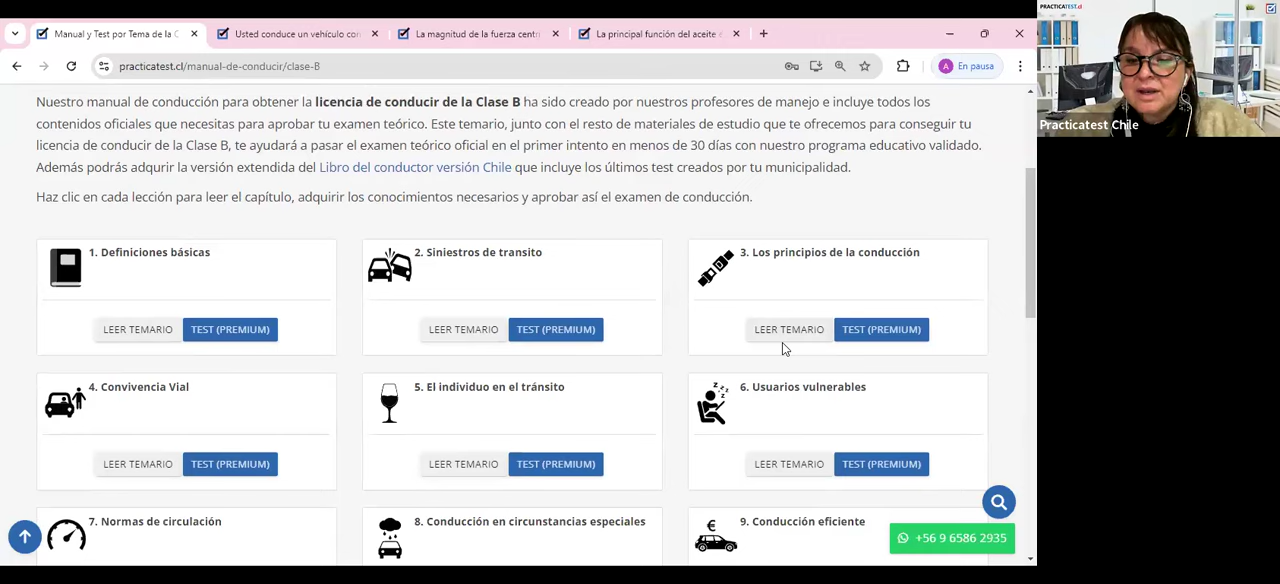 Manual y Test por Tema de la C
Usted conduce un vehículo con
La magnitud de la fuerza centrí
La principal función del aceite e
practicatest.cl/manual-de-conducir/clase-B
A
En pausa
PRACTICATEST.cl
Practicatest Chile
Nuestro manual de conducción para obtener la licencia de conducir de la Clase B ha sido creado por nuestros profesores de manejo e incluye todos los
contenidos oficiales que necesitas para aprobar tu examen teórico. Este temario, junto con el resto de materiales de estudio que te ofrecemos para conseguir tu
licencia de conducir de la Clase B, te ayudará a pasar el examen teórico oficial en el primer intento en menos de 30 días con nuestro programa educativo validado.
Además podrás adqurir la versión extendida del Libro del conductor versión Chile que incluye los últimos test creados por tu municipalidad.
Haz clic en cada lección para leer el capítulo, adquirir los conocimientos necesarios y aprobar así el examen de conducción.
1. Definiciones básicas
LEER TEMARIO TEST (PREMIUM)
2. Siniestros de transito
LEER TEMARIO TEST (PREMIUM)
3. Los principios de la conducción
LEER TEMARIO TEST (PREMIUM)
4. Convivencia Vial
LEER TEMARIO TEST (PREMIUM)
5. El individuo en el tránsito
LEER TEMARIO TEST (PREMIUM)
6. Usuarios vulnerables
LEER TEMARIO TEST (PREMIUM)
7. Normas de circulación
8. Conducción en circunstancias especiales
9. Conducción eficiente
+56 9 6586 2935